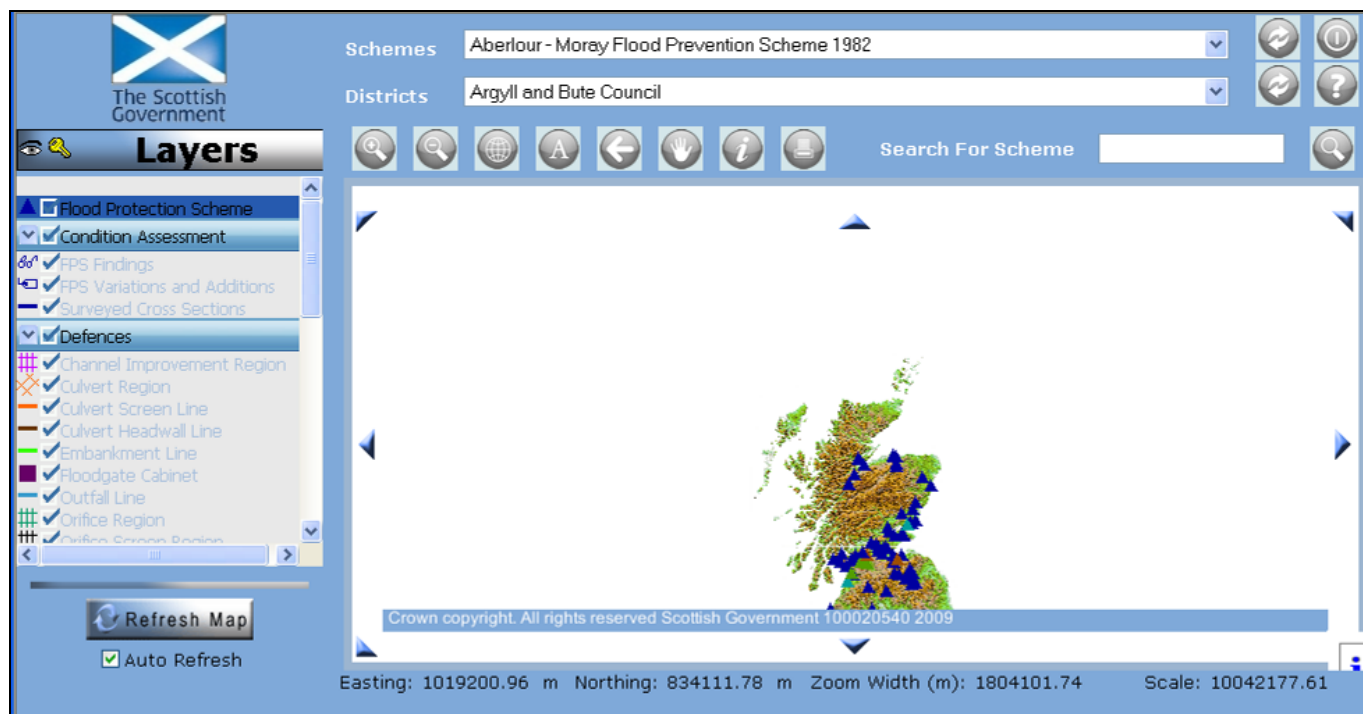 Schemes Aberlour - Moray Flood Prevention Scheme 1982
The Scottish
Government
Districts Argyll and Bute Council
Layers
A i Search For Scheme
Flood Protection Scheme
Condition Assessment
FPS Findings
FPS Variations and Additions
Surveyed Cross Sections
Defences
Channel Improvement Region
Culvert Region
Culvert Screen Line
Culvert Headwall Line
Embankment Line
Floodgate Cabinet
Outfall Line
Orifice Region
Orifice Screen Region
Refresh Map
Auto Refresh
Crown copyright. All rights reserved Scottish Government 100020540 2009
Easting: 1019200.96 m Northing: 834111.78 m Zoom Width (m): 1804101.74 Scale: 10042177.61